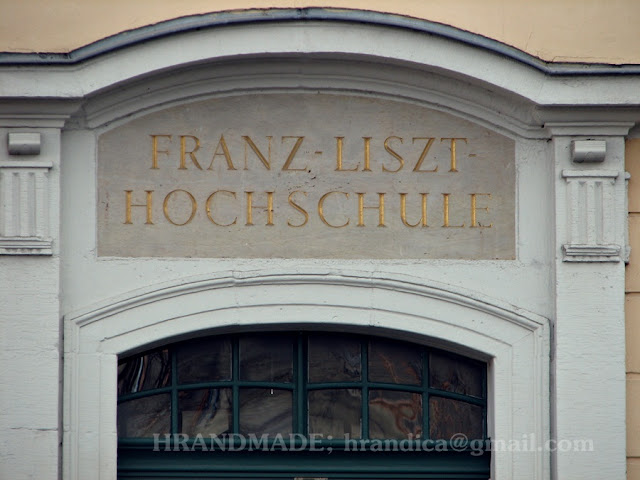 FRANZ-LISZT-
HOCHSCHULE
HRANDMADE; hrandica@gmail.com